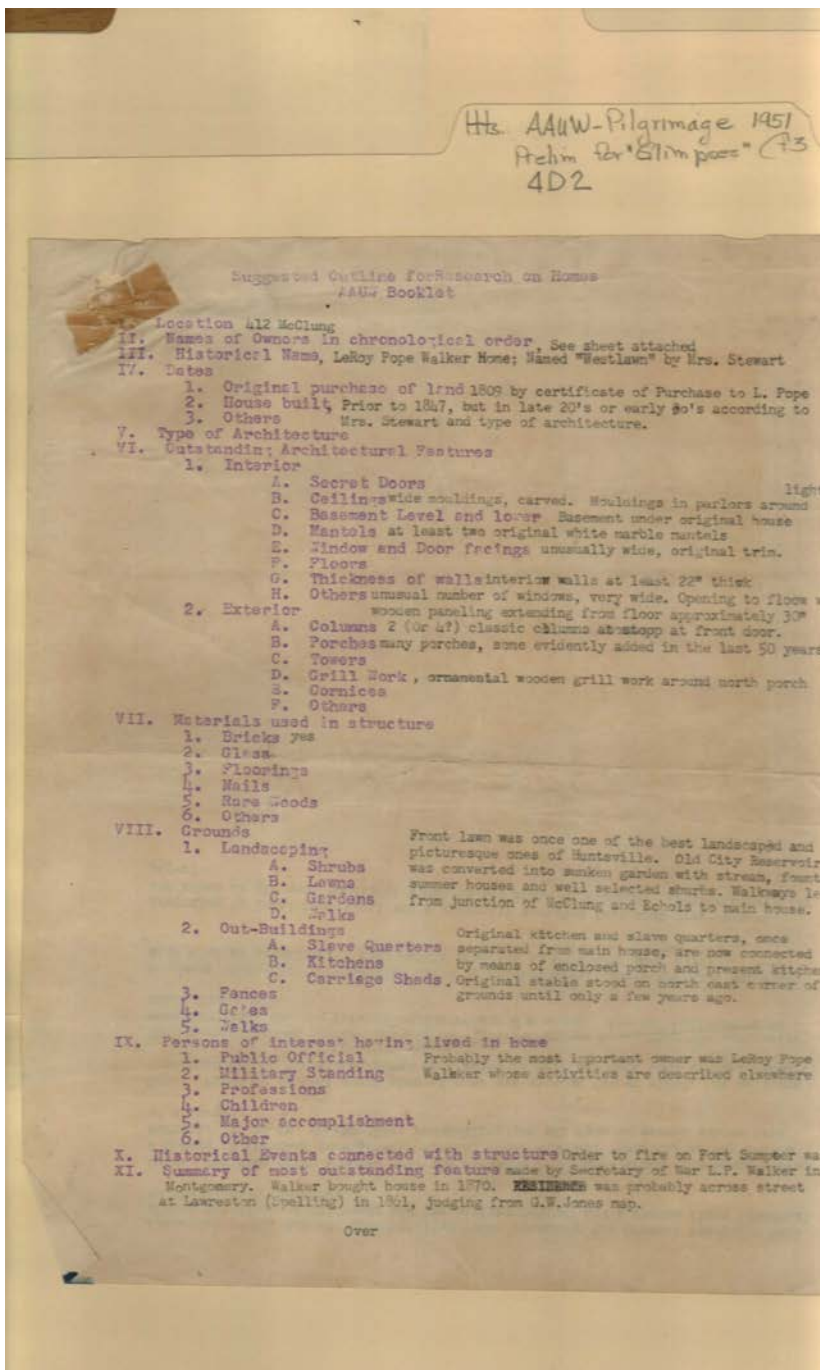 Hts. AAUW-Pilgrimage 1951
Prelim for "Glimpses" f3
4D2
Suggested Outline forResearch on Homes
AAUW Booklet
I. Location 412 McClung
II. Names of Owners in chronological order, See sheet attached
III. Historical Name, LeRoy Pope Walker Home; Named "Westlawn" by Mrs. Stewart
IV. Dates
1. Original purchase of land 1809 by certificate of Purchase to L. Pope
2. House built, Prior to 1847, but in late 20's or early 30's according to
3. Others Mrs. Stewart and type of architecture.
V. Type of Architecture
VI. Outstanding Architectural Features
1. Interior
A. Secret Doors
light
B. Ceilings wide mouldings, carved. Mouldings in parlors around
C. Basement Level and lower Basement under original house
D. Mantels at least two original white marble mantels
E. Window and Door facings unusually wide, original trim.
F. Floors
G. Thickness of walls interior walls at least 22" thick
H. Others unusual number of windows, very wide. Opening to floow w
2. Exterior wooden paneling extending from floor approximately 30"
A. Columns 2 (or 4?) classic columns at front door.
B. Porches many porches, some evidently added in the last 50 years
C. Towers
D. Grill Work, ornamental wooden grill work around north porch
E. Cornices
F. Others
VII. Materials used in structure
1. Bricks yes
2. Glass
3. Floorings
4. Nails
5. Rare Woods
6. Others
VIII. Grounds Front lawn was once one of the best landscaped and
1. Landscaping picturesque ones of Huntsville. Old City Reservoir
A. Shrubs was converted into sunken garden with stream, fount
B. Lawns summer houses and well selected shurbs. Walkways le
C. Gardens from junction of McClung and Echols to main house.
D. Walks
2. Out-Buildings Original kitchen and slave quarters, once
A. Slave Quarters separated from main house, are now connected
B. Kitchens by means of enclosed porch and present kitche
C. Carriage Sheds, Original stable stood on north east corner of
3. Fences grounds until only a few years ago.
4. Gates
5. Walks
IX. Persons of interest having lived in home
1. Public Official Probably the most important owner was LeRoy Pope
2. Military Standing Walker whose activities are described elsewhere
3. Professions
4. Children
5. Major accomplishment
6. Other
X. Historical Events connected with structure Order to fire on Fort Sumpter wa
XI. Summary of most outstanding feature made by Secretary of War L.P. Walker in
Montgomery. Walker bought house in 1870. RESIDENCE was probably across street
at Lawreston (Spelling) in 1861, judging from G.W.Jones map.
Over